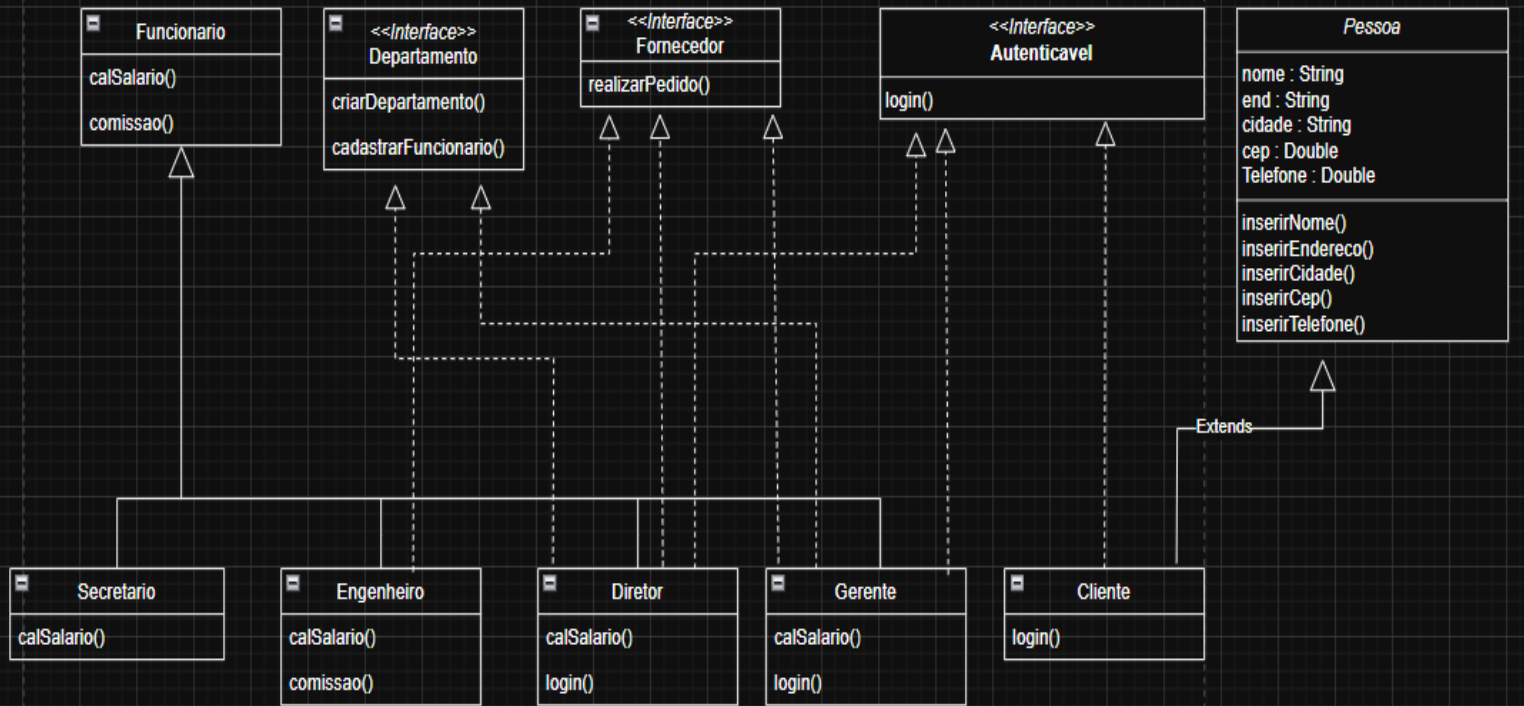 Funcionario
calSalario()
comissao()
<<Interface>>
Departamento
criarDepartamento()
cadastrarFuncionario()
<<Interface>>
Fornecedor
realizarPedido()
<<Interface>>
Autenticavel
login()
Pessoa
nome : String
end : String
cidade : String
cep : Double
Telefone : Double
inserirNome()
inserirEndereco()
inserirCidade()
inserirCep()
inserirTelefone()
Extends
Secretario
calSalario()
Engenheiro
calSalario()
comissao()
Diretor
calSalario()
login()
Gerente
calSalario()
login()
Cliente
login()